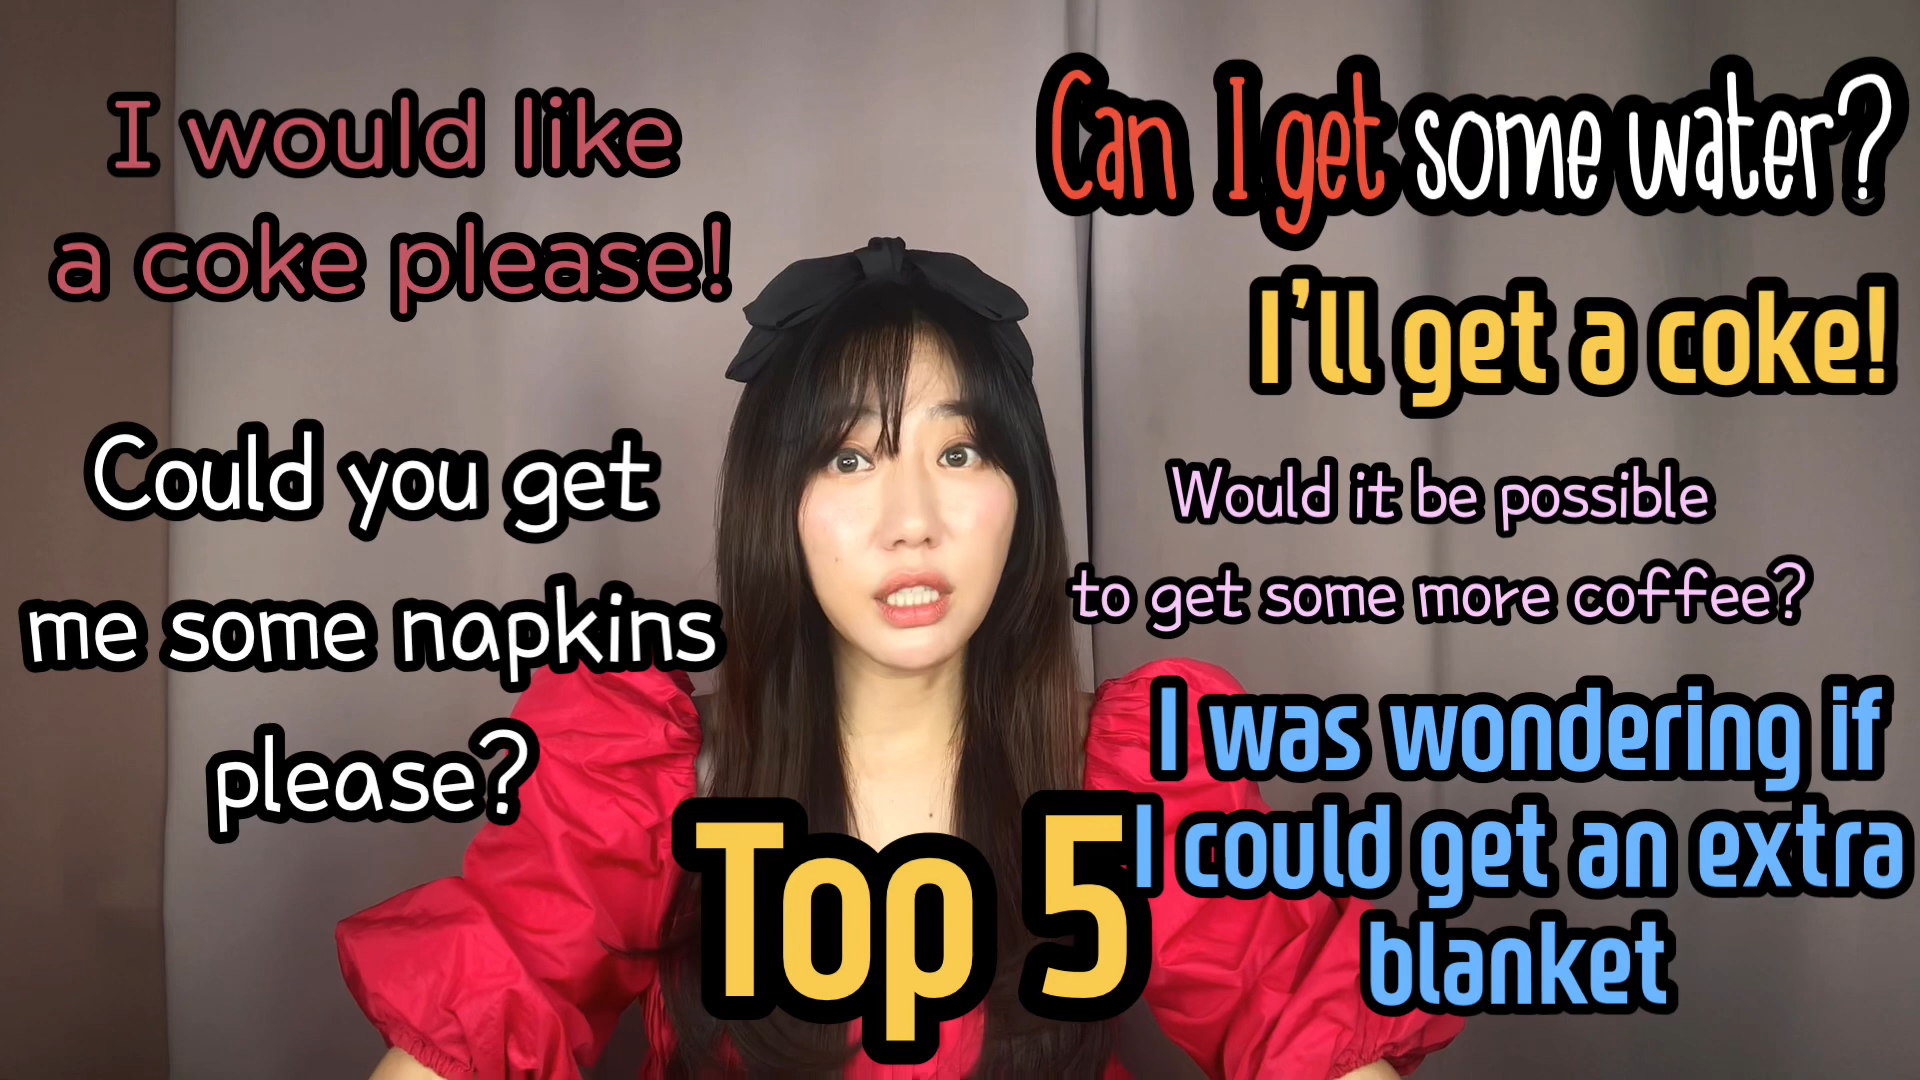 I would like
a coke please!
Could you get
me some napkins
please?
Can I get some water?
I'll get a coke!
Would it be possible
to get some more coffee?
I was wondering if
I could get an extra
blanket
Top 5